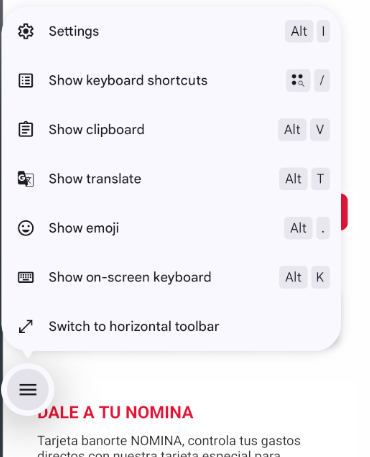 Settings Alt I
Show keyboard shortcuts /
Show clipboard Alt V
Show translate Alt T
Show emoji Alt .
Show on-screen keyboard Alt K
Switch to horizontal toolbar
DALE A TU NOMINA
Tarjeta banorte NOMINA, controla tus gastos
directos con nuestra tarjeta especial para